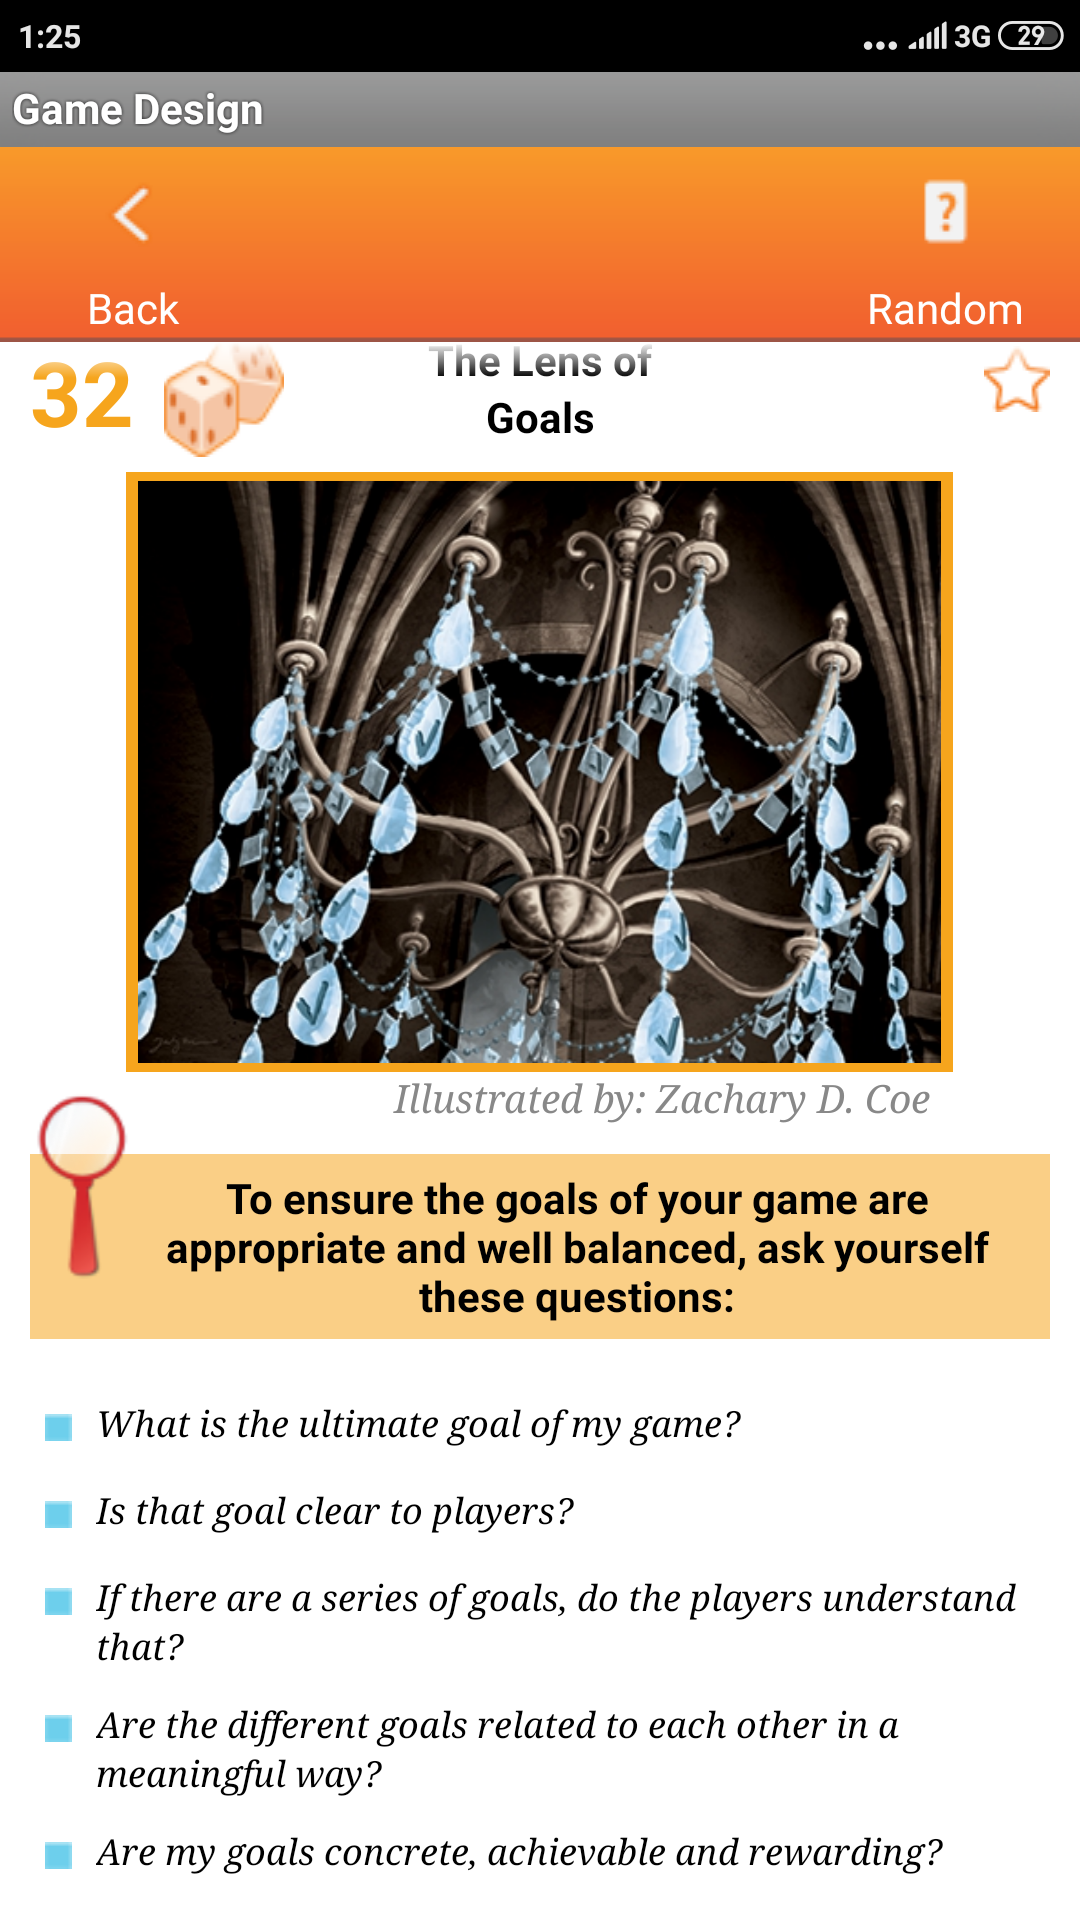 1:25
3G 29
Game Design
Back
Random
32
The Lens of
Goals
Illustrated by: Zachary D. Coe
To ensure the goals of your game are
appropriate and well balanced, ask yourself
these questions:
What is the ultimate goal of my game?
Is that goal clear to players?
If there are a series of goals, do the players understand
that?
Are the different goals related to each other in a
meaningful way?
Are my goals concrete, achievable and rewarding?